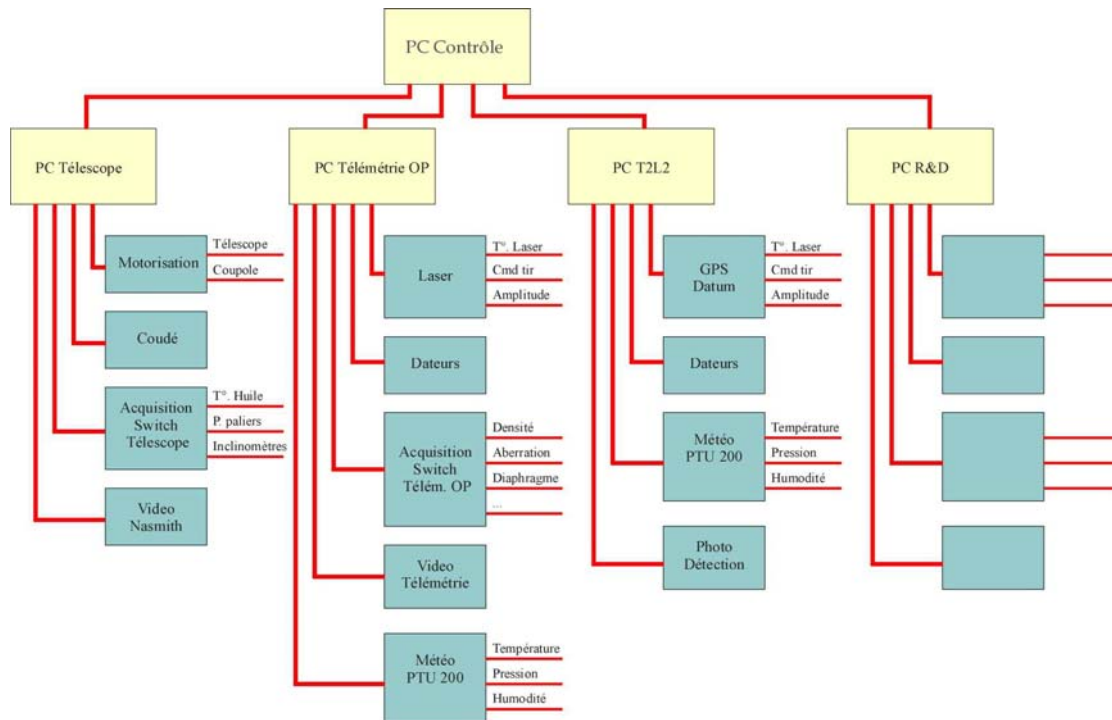 PC Contrôle
PC Télescope
PC Télémétrie OP
PC T2L2
PC R&D
Motorisation
Télescope
Coupole
Coudé
Acquisition
Switch
Télescope
T°. Huile
P. paliers
Inclinomètres
Video
Nasmith
Laser
T°. Laser
Cmd tir
Amplitude
Dateurs
Acquisition
Switch
Télém. OP
Densité
Aberration
Diaphragme
...
Video
Télémétrie
Météo
PTU 200
Température
Pression
Humodité
GPS
Datum
T°. Laser
Cmd tir
Amplitude
Dateurs
Météo
PTU 200
Température
Pression
Humodité
Photo
Détection